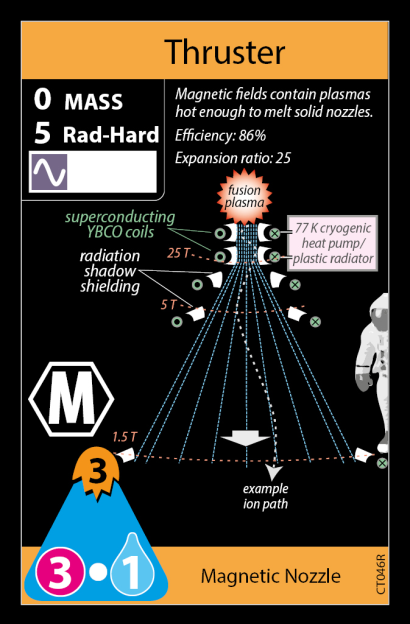 Thruster
0 MASS
5 Rad-Hard
Magnetic fields contain plasmas
hot enough to melt solid nozzles.
Efficiency: 86%
Expansion ratio: 25
fusion
plasma
superconducting
YBCO coils
77 K cryogenic
heat pump/
plastic radiator
25 T
radiation
shadow
shielding
5 T
M
1.5 T
example
ion path
3
3 • 1
Magnetic Nozzle
CT046R